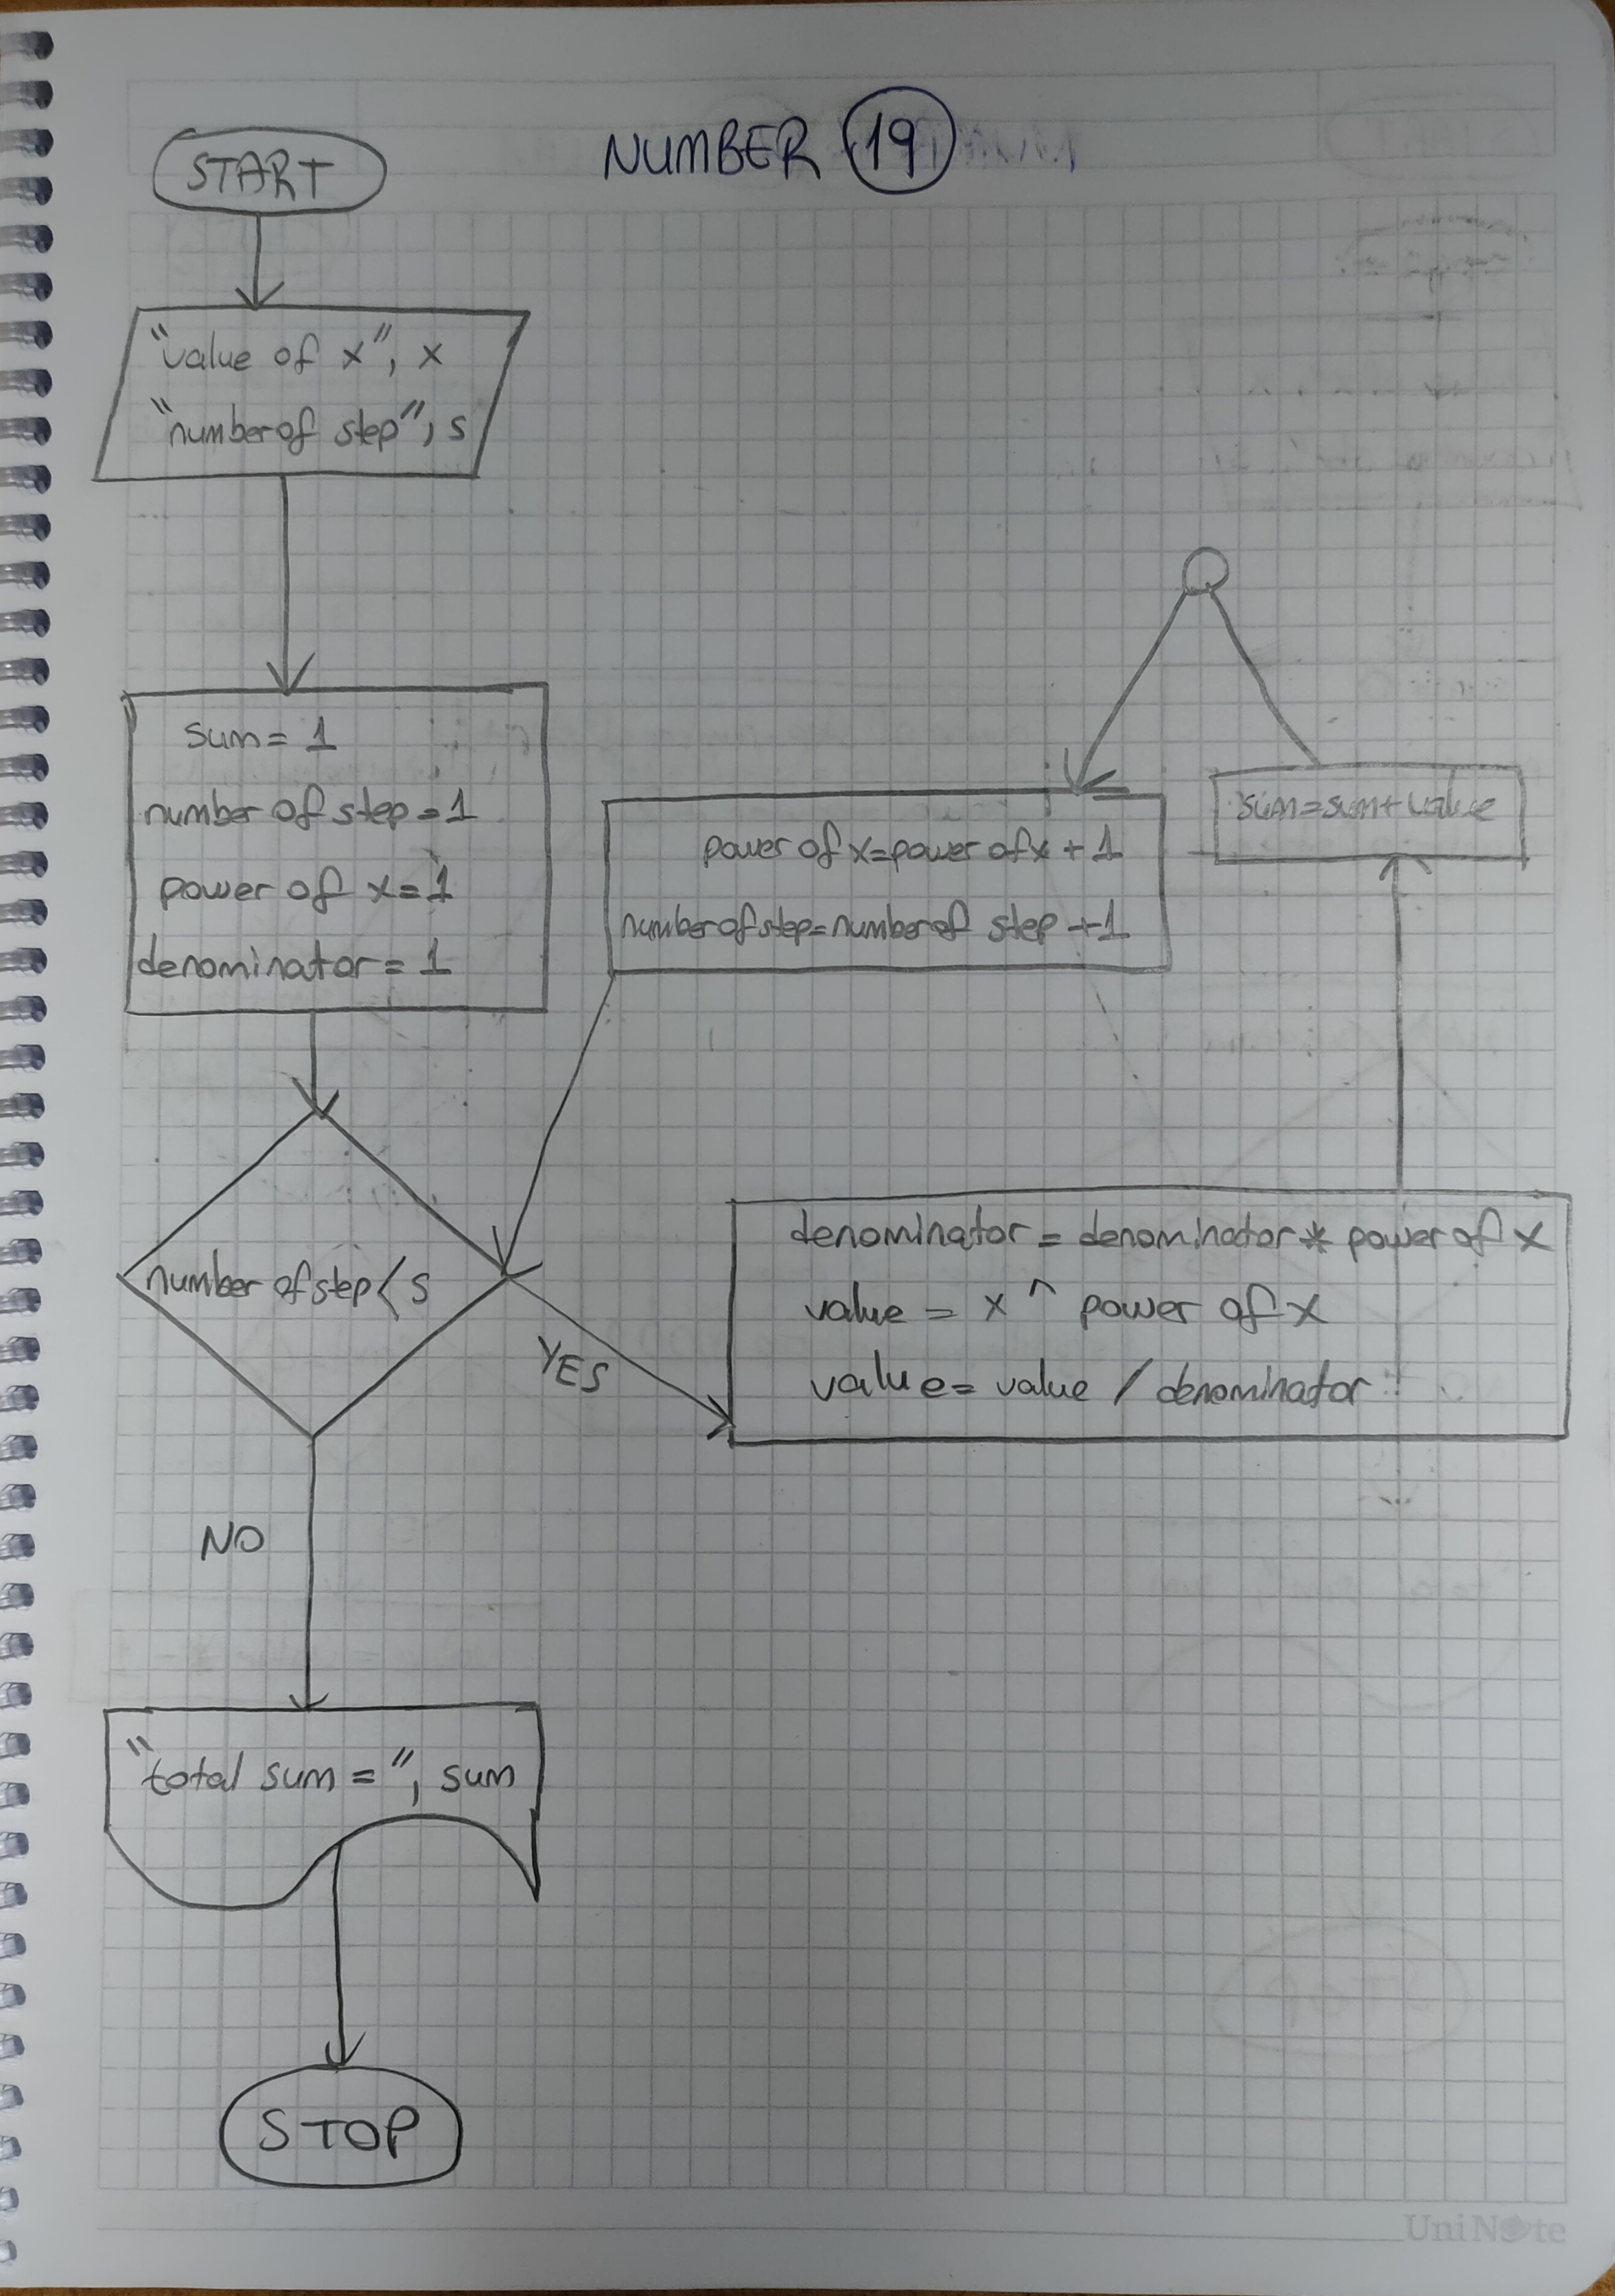 NUMBER 19
START
"value of x", x
"number of step", s
sum = 1
number of step = 1
power of x = 1
denominator = 1
power of x = power of x + 1
number of step = number of step + 1
sum = sum + value
number of step < s
YES
denominator = denominator * power of x
value = x ^ power of x
value = value / denominator
NO
"total sum = ", sum
STOP
UniNote